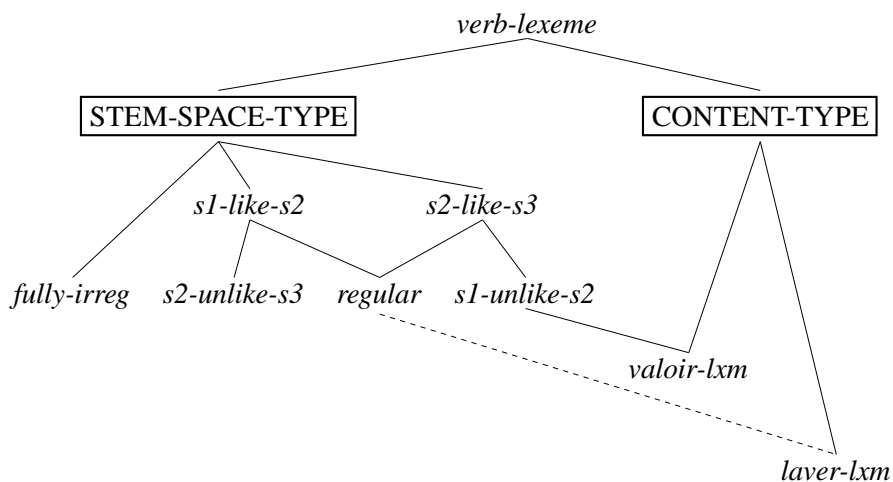 verb-lexeme
STEM-SPACE-TYPE CONTENT-TYPE
s1-like-s2 s2-like-s3
fully-irreg s2-unlike-s3 regular s1-unlike-s2
valoir-lxm
laver-lxm